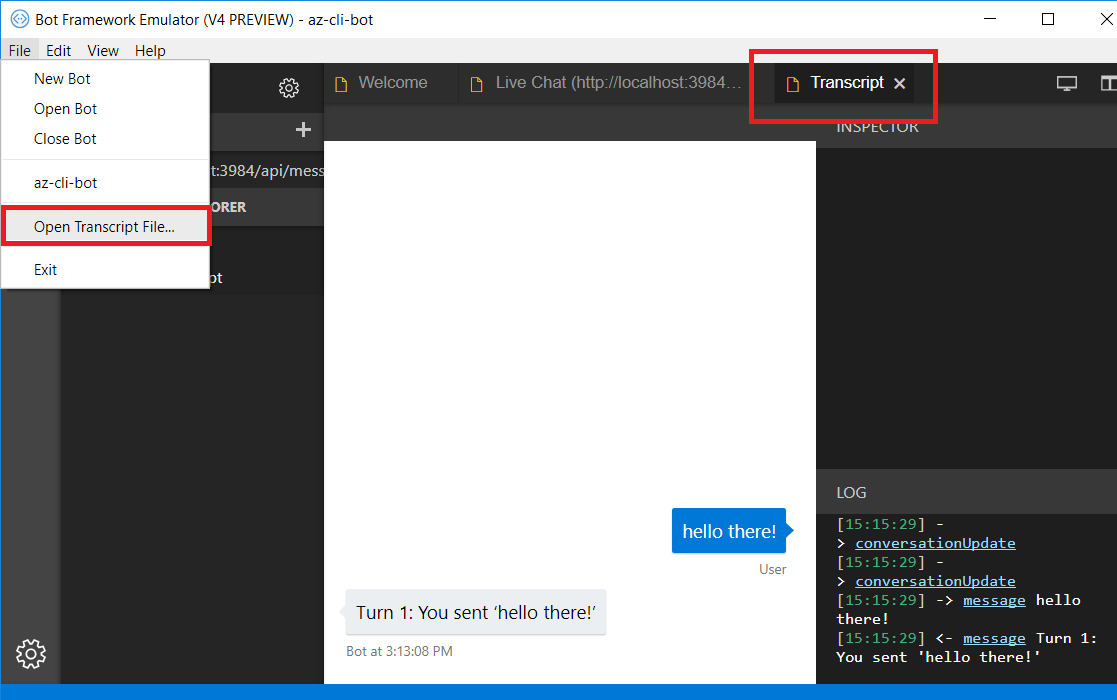 Bot Framework Emulator (V4 PREVIEW) - az-cli-bot
File Edit View Help
New Bot
Open Bot
Close Bot
az-cli-bot
Open Transcript File...
Exit
Welcome
Live Chat (http://localhost:3984...
Transcript
t:3984/api/mess
ORER
pt
INSPECTOR
hello there!
User
Turn 1: You sent ‘hello there!’
Bot at 3:13:08 PM
LOG
[15:15:29] -
> conversationUpdate
[15:15:29] -
> conversationUpdate
[15:15:29] -> message hello
there!
[15:15:29] <- message Turn 1:
You sent 'hello there!'